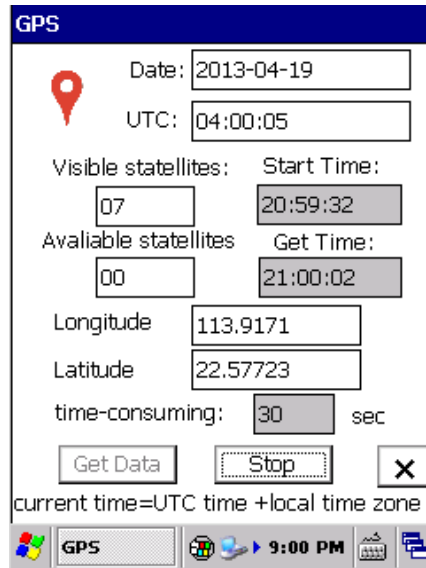 GPS
Date: 2013-04-19
UTC: 04:00:05
Visible statellites: Start Time:
07 20:59:32
Avaliable statellites Get Time:
00 21:00:02
Longitude 113.9171
Latitude 22.57723
time-consuming: 30 sec
Get Data Stop ×
current time=UTC time +local time zone
GPS 9:00 PM